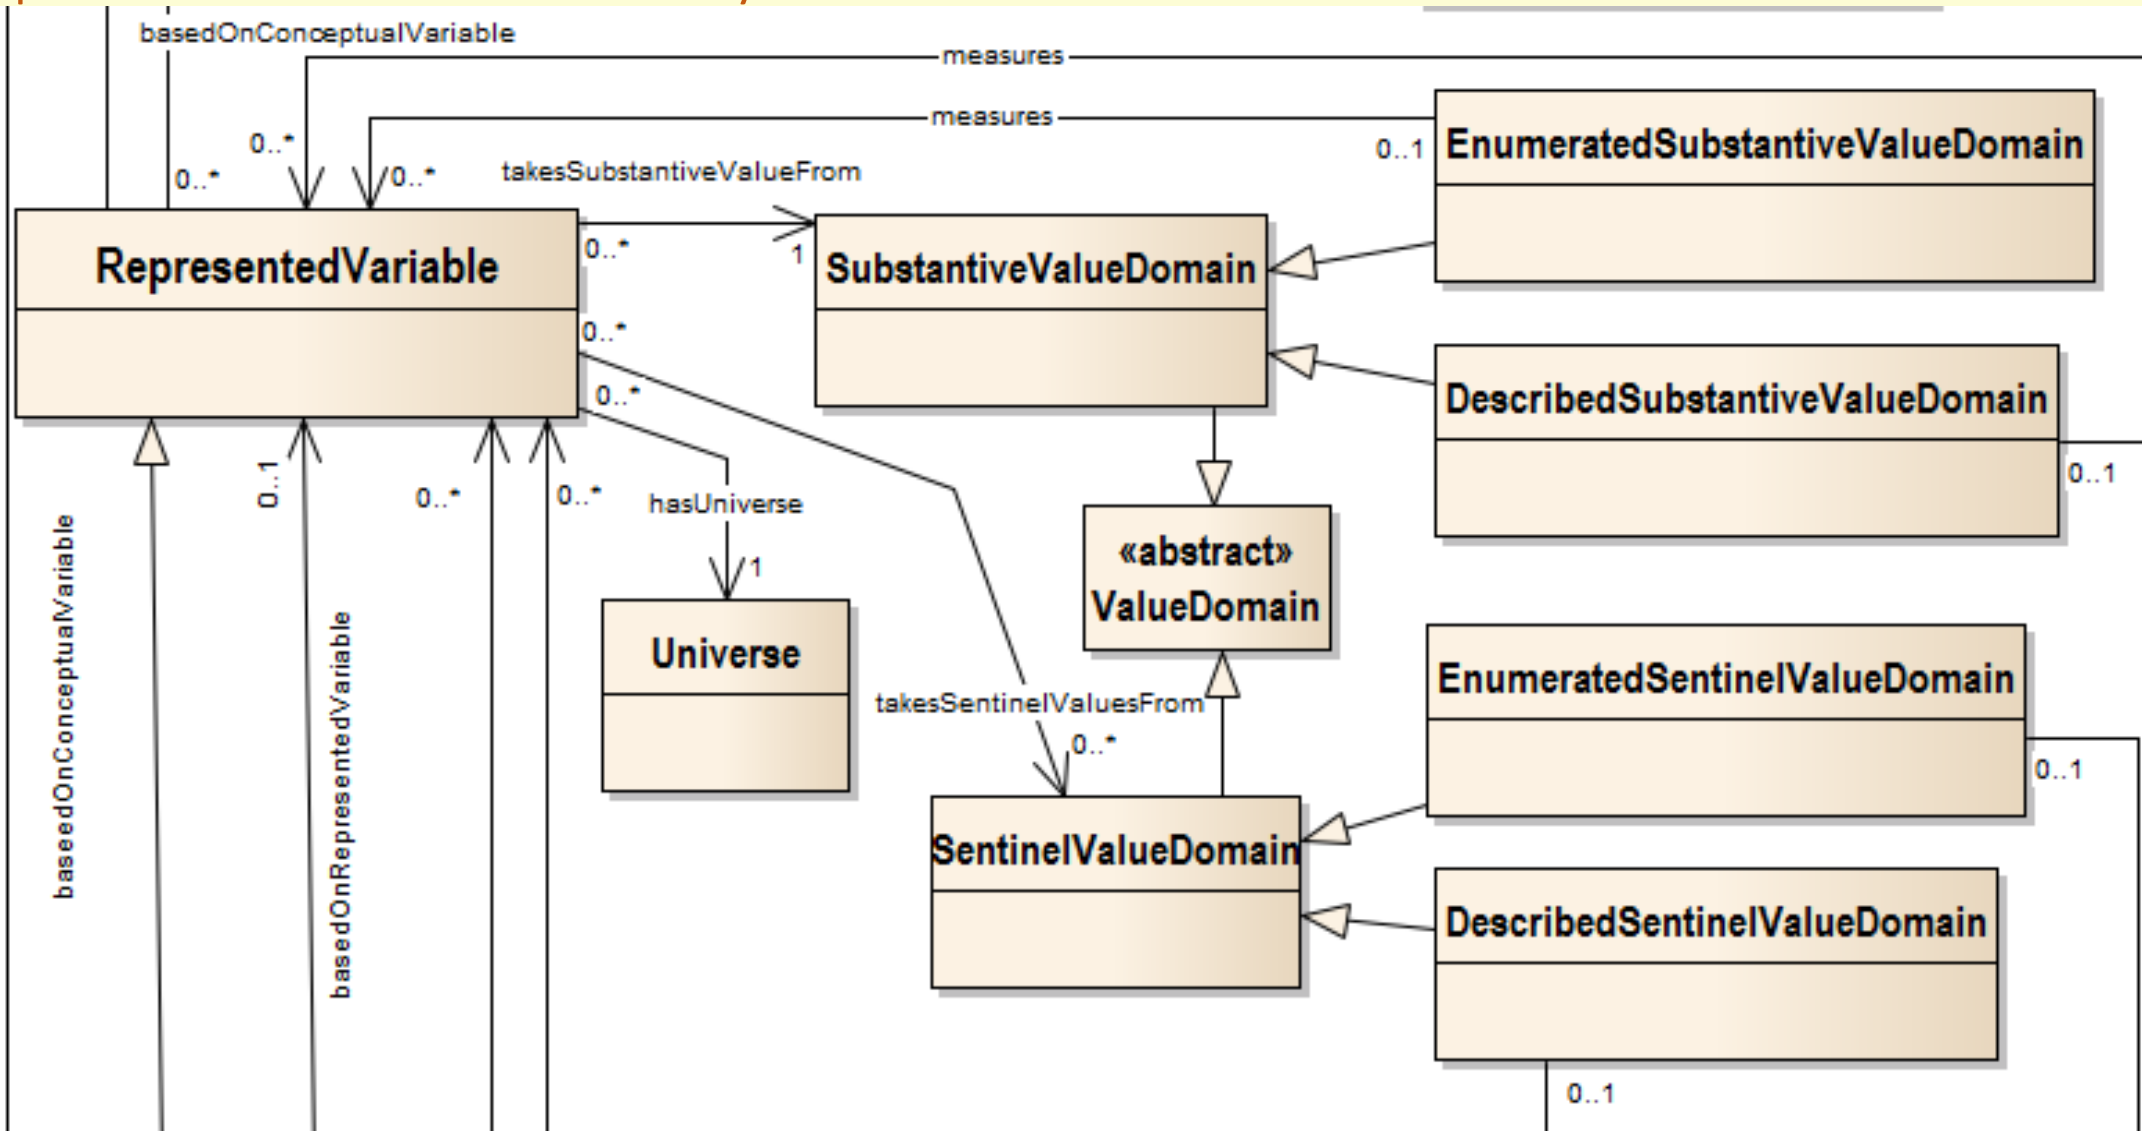 basedOnConceptualVariable
measures
measures
0..*
0..*
0..*
takesSubstantiveValueFrom
0..1
EnumeratedSubstantiveValueDomain
RepresentedVariable
0..*
1
SubstantiveValueDomain
0..*
0..*
DescribedSubstantiveValueDomain
0..1
0..1
0..*
0..*
hasUniverse
1
«abstract»
ValueDomain
baseedOnConceptualVariable
basedOnRepresentedVariable
Universe
takesSentinelValuesFrom
0..*
EnumeratedSentinelValueDomain
0..1
SentinelValueDomain
DescribedSentinelValueDomain
0..1